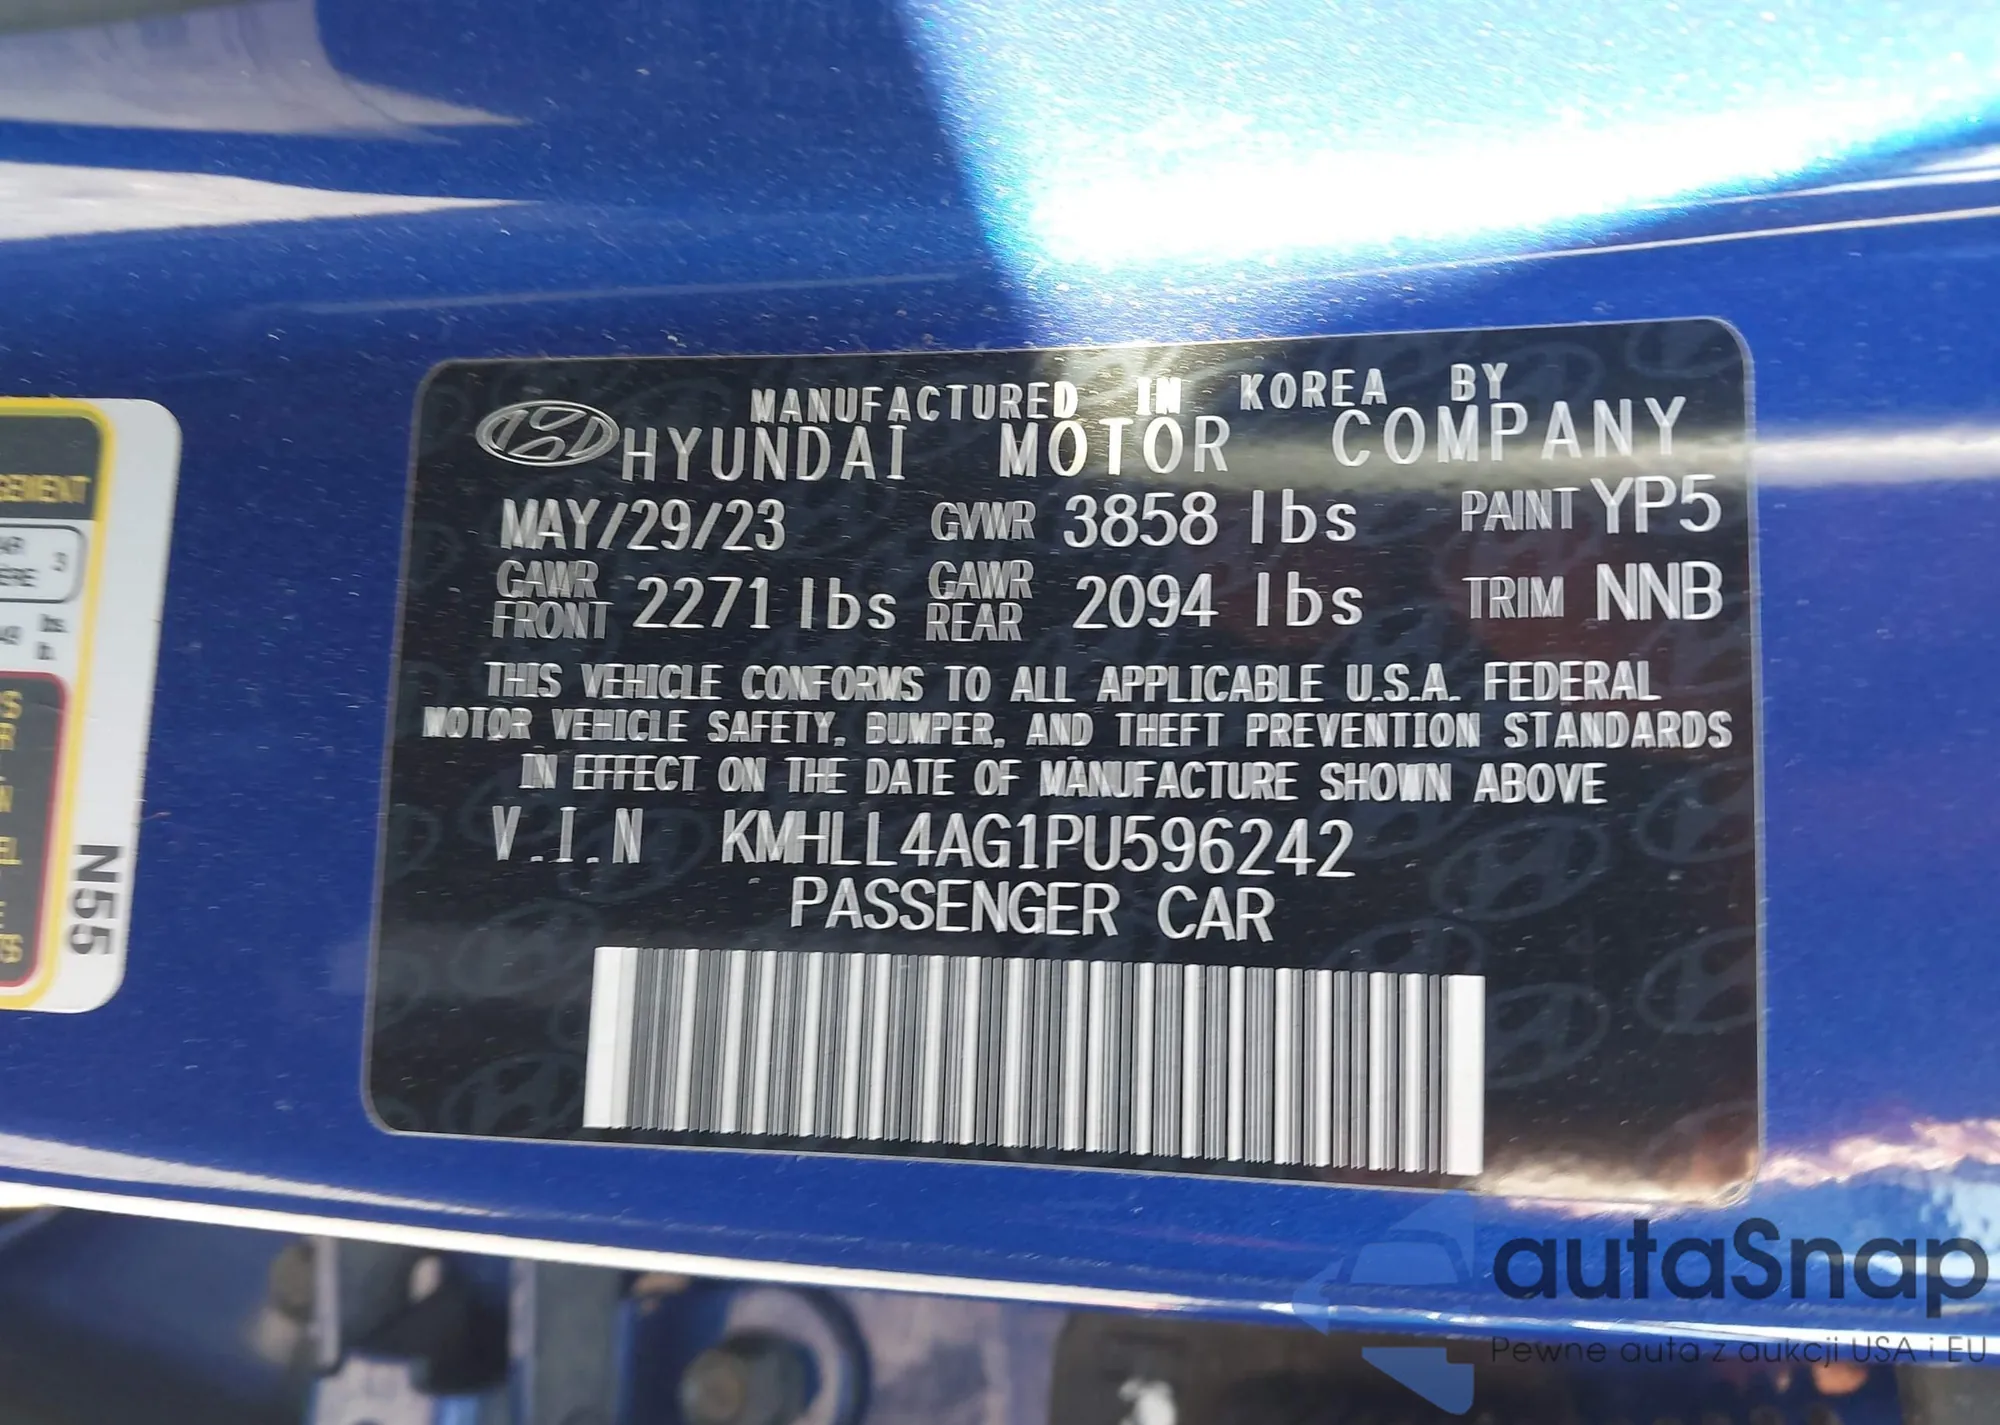 MANUFACTURED IN KOREA BY
HYUNDAI MOTOR COMPANY
MAY/29/23 GVWR 3858 lbs PAINT YP5
GAWR FRONT 2271 lbs GAWR REAR 2094 lbs TRIM NNB
THIS VEHICLE CONFORMS TO ALL APPLICABLE U.S.A. FEDERAL
MOTOR VEHICLE SAFETY, BUMPER, AND THEFT PREVENTION STANDARDS
IN EFFECT ON THE DATE OF MANUFACTURE SHOWN ABOVE
V.I.N KMHLL4AG1PU596242
PASSENGER CAR
3
lbs.
N55
autaSnap
Pewne auta z aukcji USA i EU